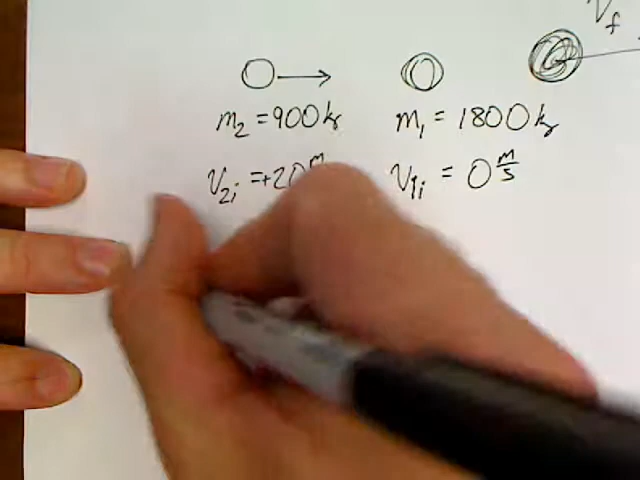 V_f
m₂ = 900 kg m₁ = 1800 kg
V₂ᵢ = +20 m V₁ᵢ = 0 m/s